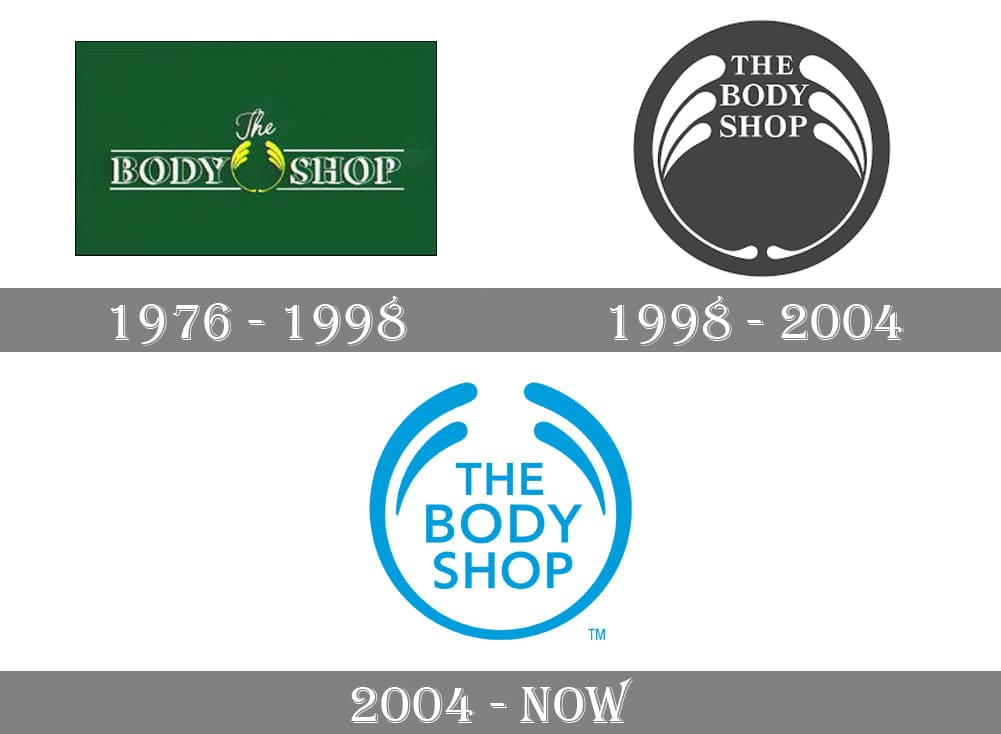 The
BODY SHOP
THE
BODY
SHOP
1976 - 1998
1998 - 2004
THE
BODY
SHOP
TM
2004 - NOW